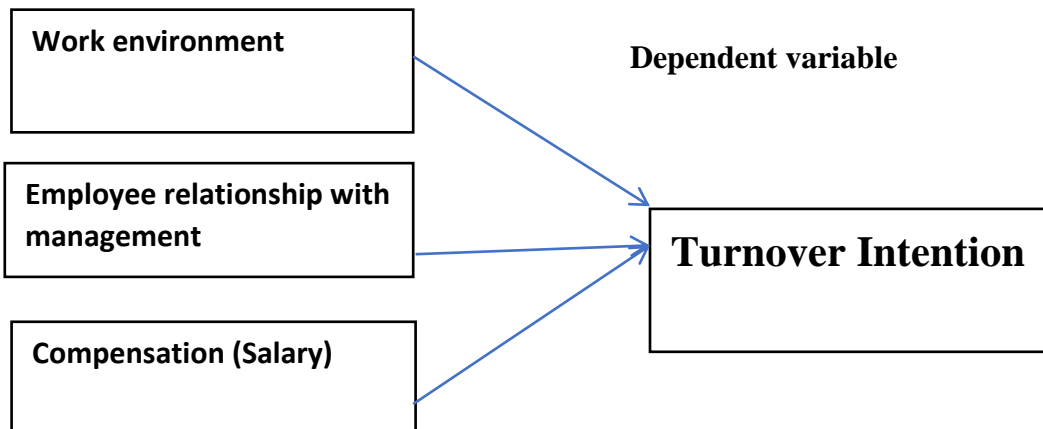 Work environment
Dependent variable
Employee relationship with
management
Turnover Intention
Compensation (Salary)